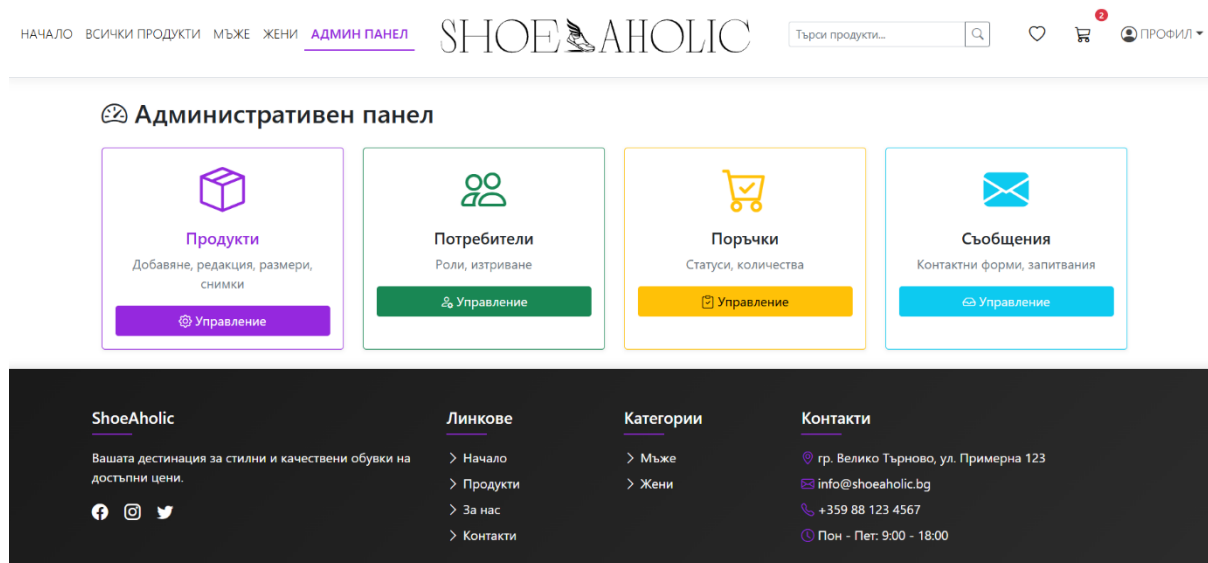 НАЧАЛО ВСИЧКИ ПРОДУКТИ МЪЖЕ ЖЕНИ АДМИН ПАНЕЛ SHOEAHOLIC Търси продукти... 2 ПРОФИЛ
Административен панел
Продукти
Добавяне, редакция, размери,
снимки
Управление
Потребители
Роли, изтриване
Управление
Поръчки
Статуси, количества
Управление
Съобщения
Контактни форми, запитвания
Управление
ShoeAholic
Вашата дестинация за стилни и качествени обувки на
достъпни цени.
Линкове
Начало
Продукти
За нас
Контакти
Категории
Мъже
Жени
Контакти
гр. Велико Търново, ул. Примерна 123
info@shoeaholic.bg
+359 88 123 4567
Пон - Пет: 9:00 - 18:00